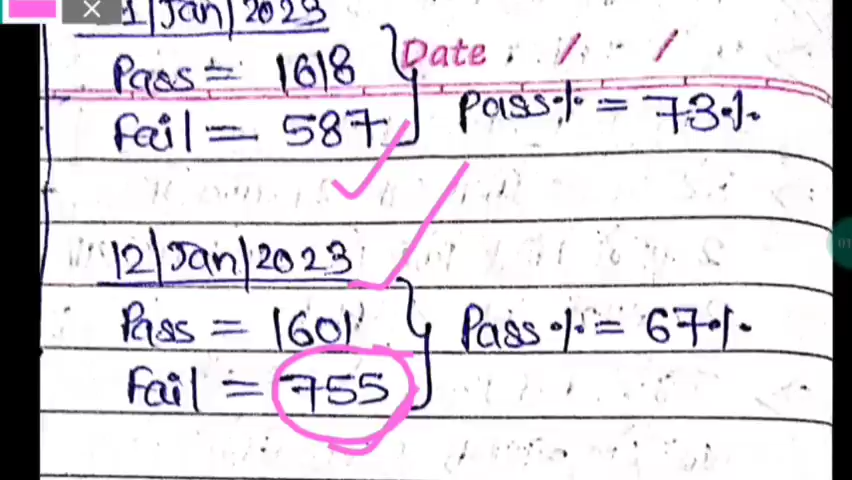 1|Jan|2023
Date : / : /
Pass = 1618
Fail = 587
Pass% = 73%
12|Jan|2023
Pass = 1601
Fail = 755
Pass% = 67%